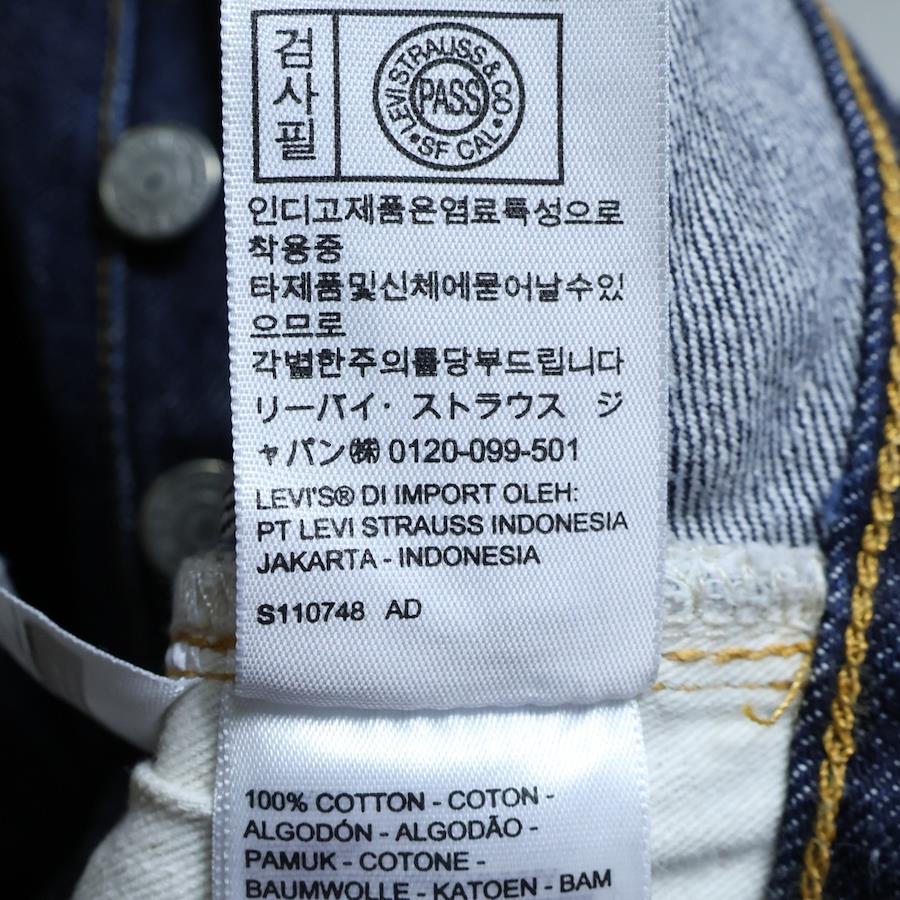 검사필
LEVI STRAUSS & CO
PASS
SF CAL
인디고제품은염료특성으로
착용중
타제품및신체에묻어날수있
으므로
각별한주의를당부드립니다
リーバイ・ストラウス ジ
ャパン㈱ 0120-099-501
LEVI'S® DI IMPORT OLEH:
PT LEVI STRAUSS INDONESIA
JAKARTA - INDONESIA
S110748 AD
100% COTTON - COTON -
ALGODÓN - ALGODÃO -
PAMUK - COTONE -
BAUMWOLLE - KATOEN - BAM